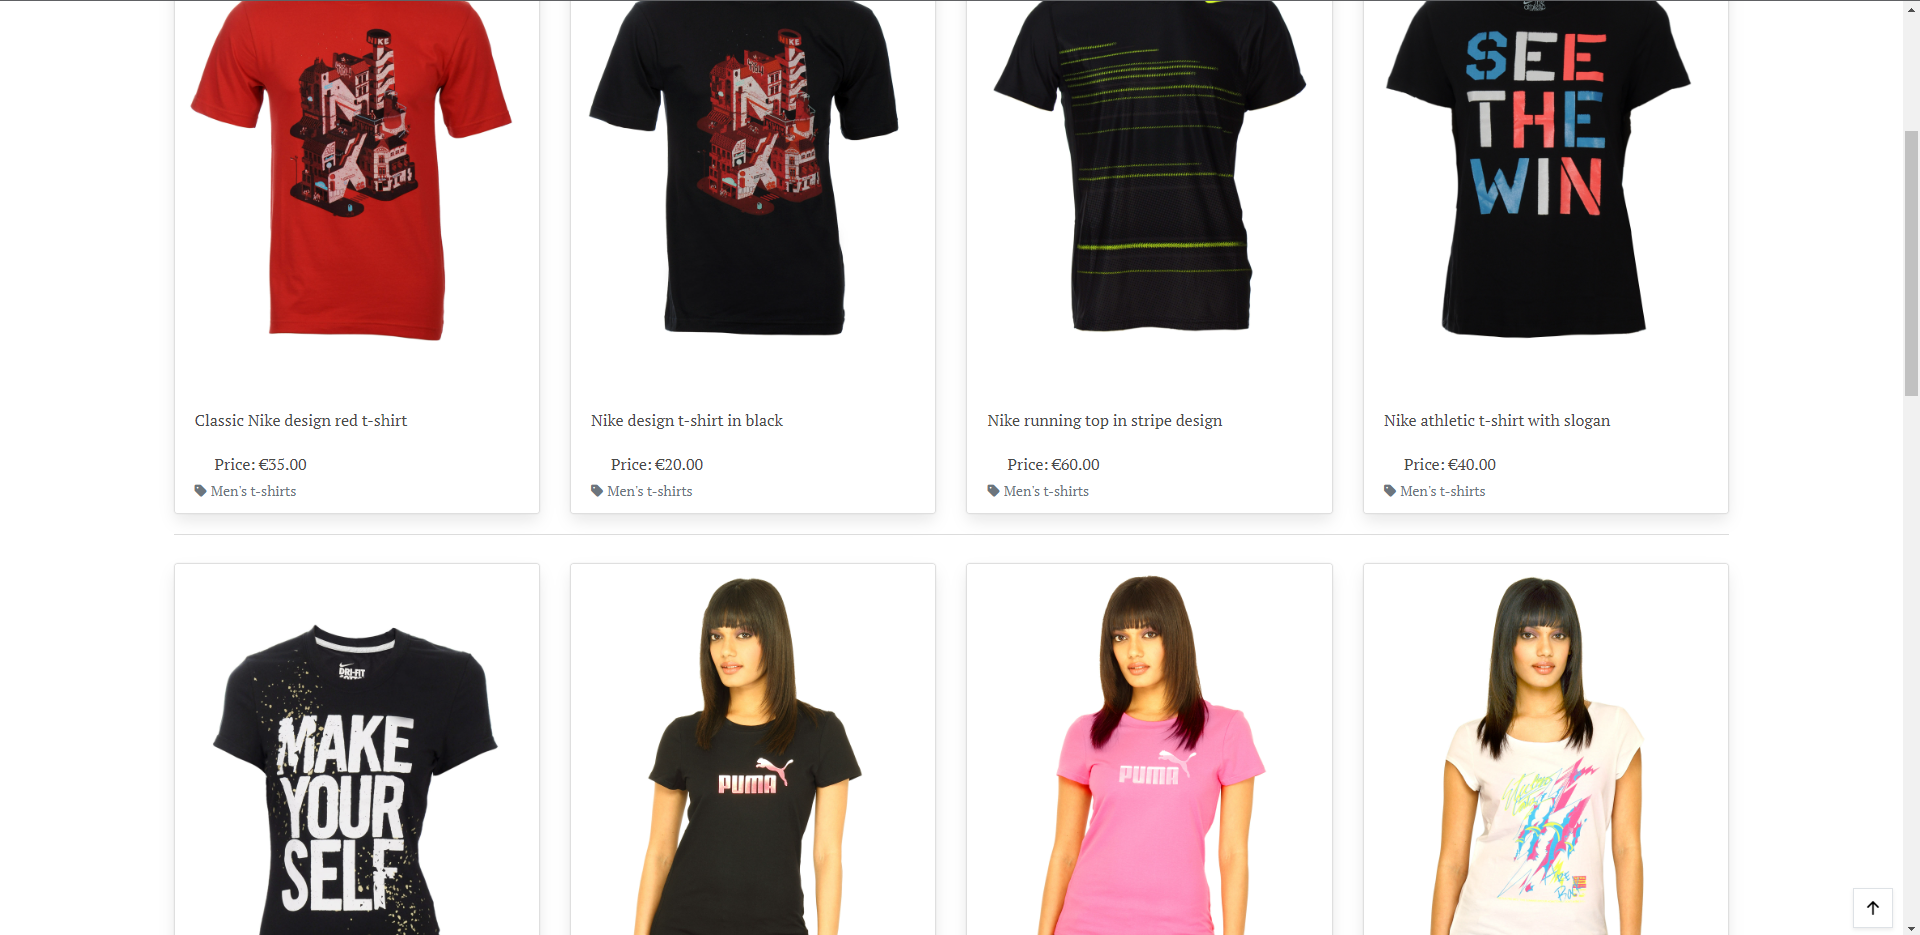 NIKE
NIKE
SEE
THE
WIN
Classic Nike design red t-shirt
Nike design t-shirt in black
Nike running top in stripe design
Nike athletic t-shirt with slogan
Price: €35.00
Price: €20.00
Price: €60.00
Price: €40.00
Men's t-shirts
Men's t-shirts
Men's t-shirts
Men's t-shirts
DRI-FIT
MAKE
YOUR
SELF
PUMA
PUMA